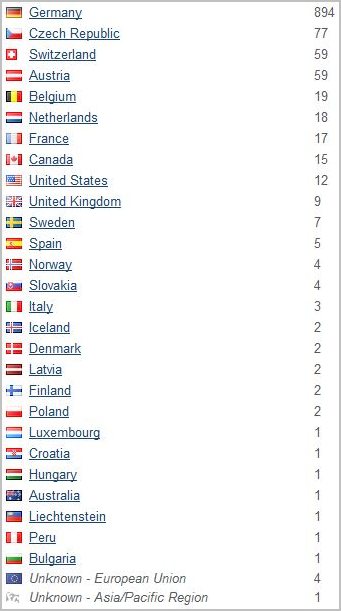 Germany 894
Czech Republic 77
Switzerland 59
Austria 59
Belgium 19
Netherlands 18
France 17
Canada 15
United States 12
United Kingdom 9
Sweden 7
Spain 5
Norway 4
Slovakia 4
Italy 3
Iceland 2
Denmark 2
Latvia 2
Finland 2
Poland 2
Luxembourg 1
Croatia 1
Hungary 1
Australia 1
Liechtenstein 1
Peru 1
Bulgaria 1
Unknown - European Union 4
Unknown - Asia/Pacific Region 1